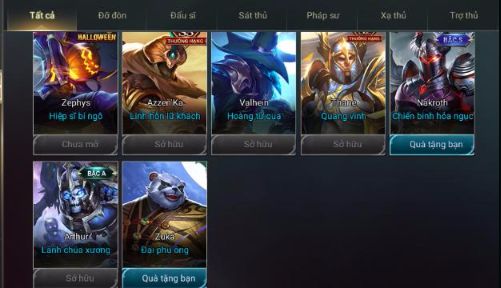 Tất cả Đỡ đòn Đấu sĩ Sát thủ Pháp sư Xạ thủ Trợ thủ
HALLOWEEN THƯỞNG HẠNG THƯỞNG HẠNG BẬC S
Zephys Azzen'Ka Valhein Thane Nakroth
Hiệp sĩ bí ngô Linh hồn lữ khách Hoàng tử quạ Quang vinh Chiến binh hỏa ngục
Chưa mở Sở hữu Sở hữu Sở hữu Quà tặng bạn
BẬC A
Arthur Zuka
Lãnh chúa xương Đại phú ông
Sở hữu Quà tặng bạn